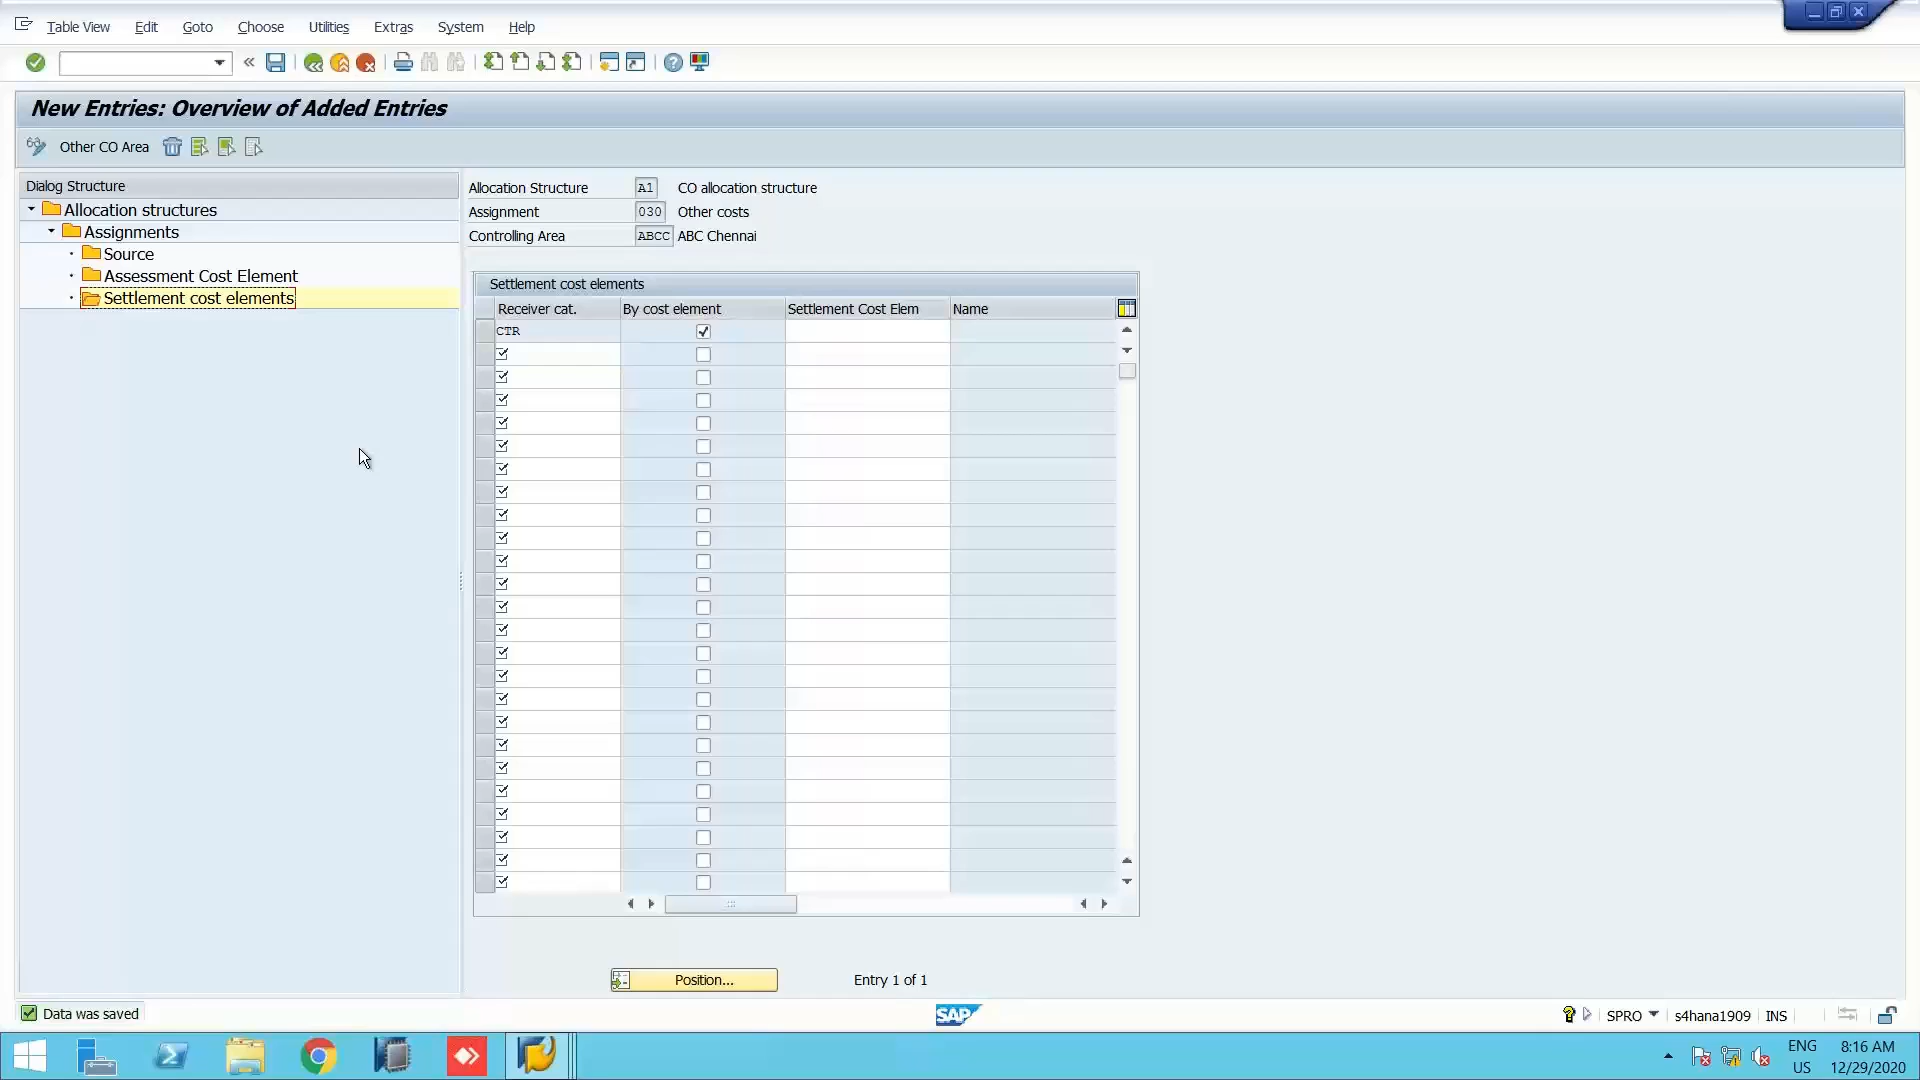 Table View Edit Goto Choose Utilities Extras System Help
New Entries: Overview of Added Entries
Other CO Area
Dialog Structure
Allocation structures
Assignments
Source
Assessment Cost Element
Settlement cost elements
Allocation Structure A1 CO allocation structure
Assignment 030 Other costs
Controlling Area ABCC ABC Chennai
Settlement cost elements
Receiver cat. By cost element Settlement Cost Elem Name
CTR
Position... Entry 1 of 1
Data was saved
SAP
SPRO s4hana1909 INS
ENG 8:16 AM
US 12/29/2020